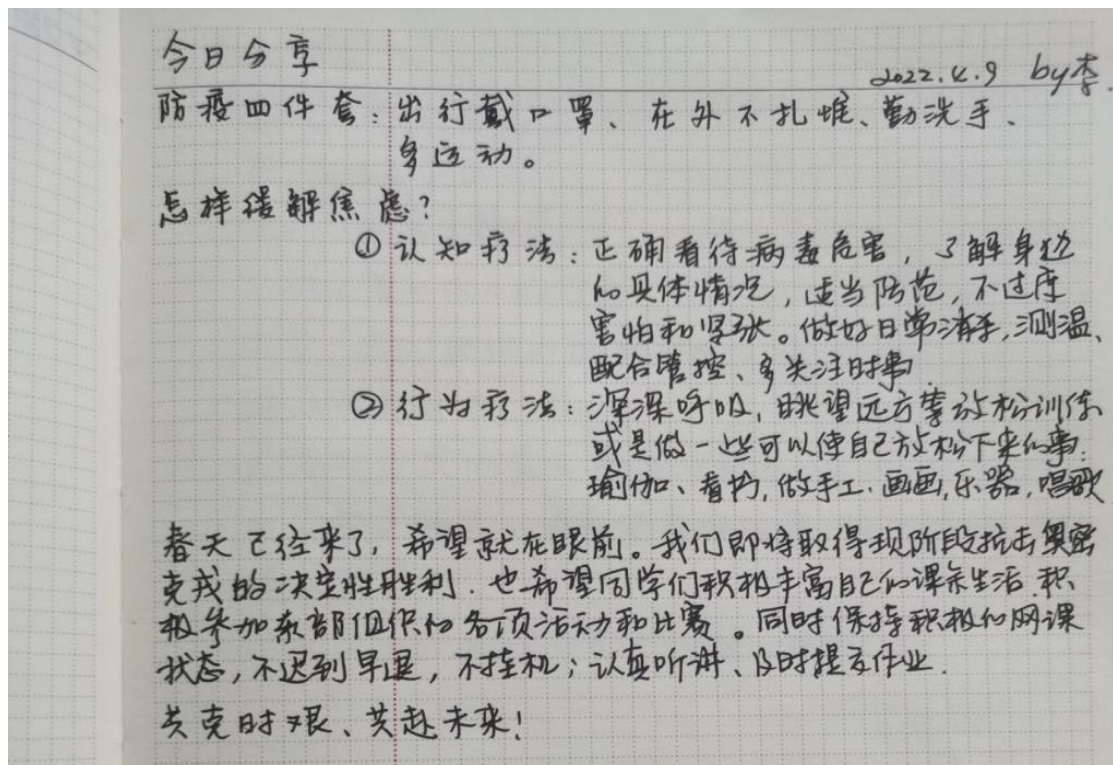 今日分享
2022.4.9 by李.
防疫四件套：出行戴口罩、在外不扎堆、勤洗手、
多运动。
怎样缓解焦虑？
①认知疗法：正确看待病毒危害，了解身边
的具体情况，适当防范，不过度
害怕和紧张。做好日常消杀，测温、
配合管控、多关注时事.
②行为疗法：深深呼吸，眺望远方等放松训练
或是做一些可以使自己放松下来的事：
瑜伽、看书，做手工.画画，乐器，唱歌
春天已经来了，希望就在眼前。我们即将取得现阶段抗击奥密
克戎的决定性胜利.也希望同学们积极丰富自己的课余生活.积
极参加系部组织的各项活动和比赛。同时保持积极的网课
状态，不迟到早退，不挂机；认真听讲、及时提交作业.
共克时艰、共赴未来！